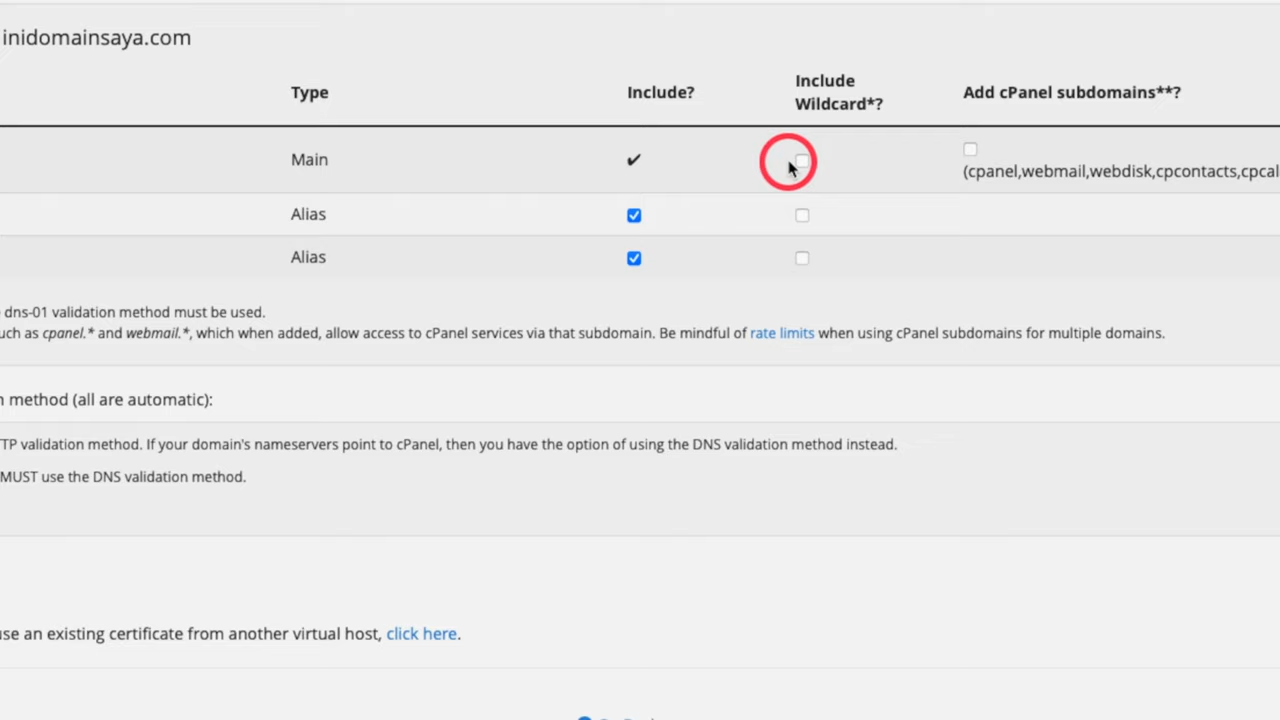 inidomainsaya.com
Type
Include?
Include
Wildcard*?
Add cPanel subdomains**?
Main
✔
(cpanel,webmail,webdisk,cpcontacts,cpcal
Alias
Alias
dns-01 validation method must be used.
uch as cpanel.* and webmail.*, which when added, allow access to cPanel services via that subdomain. Be mindful of rate limits when using cPanel subdomains for multiple domains.
method (all are automatic):
TP validation method. If your domain's nameservers point to cPanel, then you have the option of using the DNS validation method instead.
MUST use the DNS validation method.
use an existing certificate from another virtual host, click here.